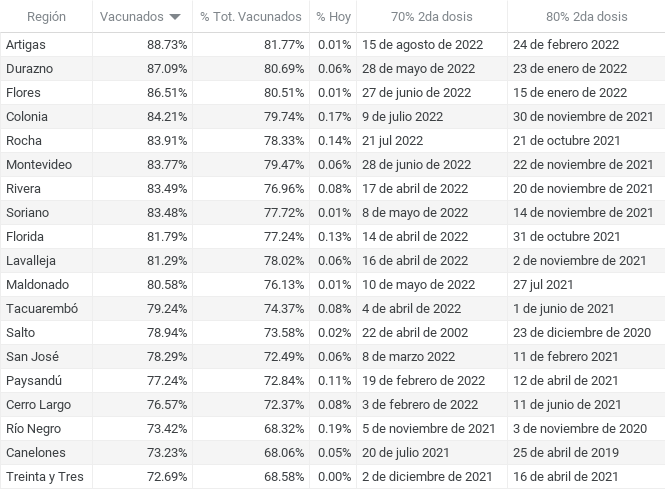 Región Vacunados % Tot. Vacunados % Hoy 70% 2da dosis 80% 2da dosis
Artigas 88.73% 81.77% 0.01% 15 de agosto de 2022 24 de febrero 2022
Durazno 87.09% 80.69% 0.06% 28 de mayo de 2022 23 de enero de 2022
Flores 86.51% 80.51% 0.01% 27 de junio de 2022 15 de enero de 2022
Colonia 84.21% 79.74% 0.17% 9 de julio 2022 30 de noviembre de 2021
Rocha 83.91% 78.33% 0.14% 21 jul 2022 21 de octubre 2021
Montevideo 83.77% 79.47% 0.06% 28 de junio de 2022 22 de noviembre de 2021
Rivera 83.49% 76.96% 0.08% 17 de abril de 2022 20 de noviembre de 2021
Soriano 83.48% 77.72% 0.01% 8 de mayo de 2022 14 de noviembre de 2021
Florida 81.79% 77.24% 0.13% 14 de abril de 2022 31 de octubre 2021
Lavalleja 81.29% 78.02% 0.06% 16 de abril de 2022 2 de noviembre de 2021
Maldonado 80.58% 76.13% 0.01% 10 de mayo de 2022 27 jul 2021
Tacuarembó 79.24% 74.37% 0.08% 4 de abril de 2022 1 de junio de 2021
Salto 78.94% 73.58% 0.02% 22 de abril de 2002 23 de diciembre de 2020
San José 78.29% 72.49% 0.06% 8 de marzo 2022 11 de febrero 2021
Paysandú 77.24% 72.84% 0.11% 19 de febrero de 2022 12 de abril de 2021
Cerro Largo 76.57% 72.37% 0.08% 3 de febrero de 2022 11 de junio de 2021
Río Negro 73.42% 68.32% 0.19% 5 de noviembre de 2021 3 de noviembre de 2020
Canelones 73.23% 68.06% 0.05% 20 de julio 2021 25 de abril de 2019
Treinta y Tres 72.69% 68.58% 0.00% 2 de diciembre de 2021 16 de abril de 2021